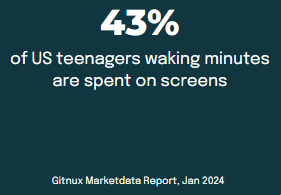 43%
of US teenagers waking minutes
are spent on screens
Gitnux Marketdata Report, Jan 2024